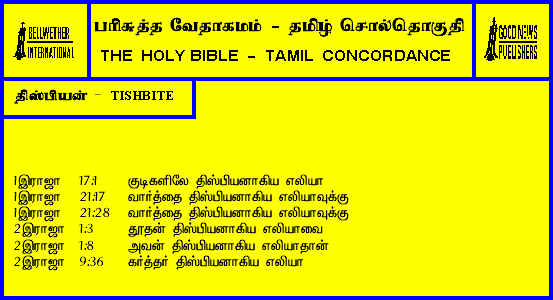 BELLWETHER
INTERNATIONAL
பரிசுத்த வேதாகமம் - தமிழ் சொல்தொகுதி
THE HOLY BIBLE - TAMIL CONCORDANCE
GOOD NEWS
PUBLISHERS
திஸ்பியன் - TISHBITE
1இராஜா 17:1 குடிகளிலே திஸ்பியனாகிய எலியா
1இராஜா 21:17 வார்த்தை திஸ்பியனாகிய எலியாவுக்கு
1இராஜா 21:28 வார்த்தை திஸ்பியனாகிய எலியாவுக்கு
2இராஜா 1:3 தூதன் திஸ்பியனாகிய எலியாவை
2இராஜா 1:8 அவன் திஸ்பியனாகிய எலியாதான்
2இராஜா 9:36 கர்த்தர் திஸ்பியனாகிய எலியா